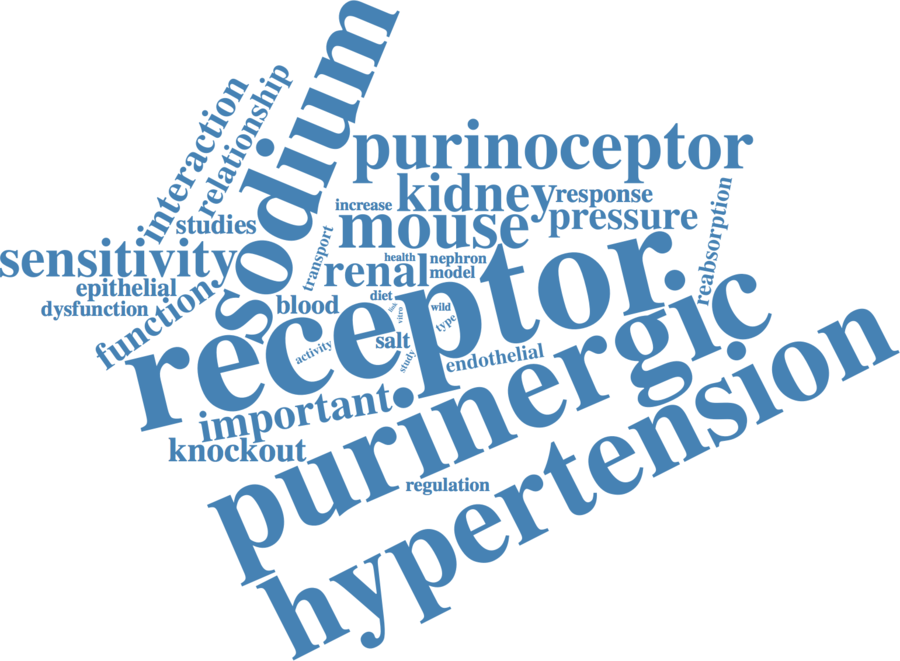 resodium
interaction
relationship
purinoceptor
kidney
response
increase
studies
mouse
pressure
reabsorption
sensitivity
transport
health
nephron
renal
model
epithelial
dysfunction
function
blood
diet
wild
vitro
type
receptor
salt
activity
study
endothelial
purinergic
important
knockout
hypertension
regulation